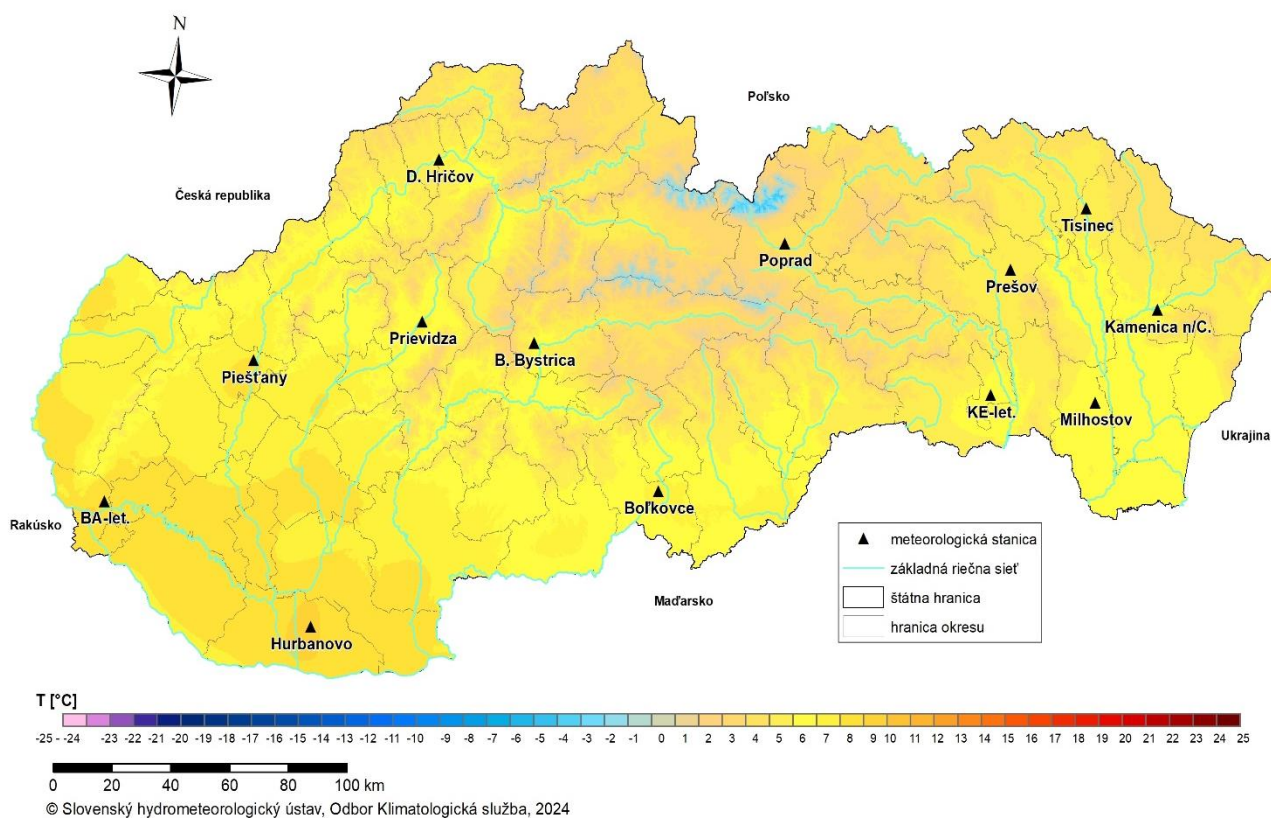 N
Poľsko
Česká republika
D. Hričov
Tisinec
Poprad
Prešov
Kamenica n/C.
Prievidza
B. Bystrica
Piešťany
KE-let.
Milhostov
Ukrajina
Boľkovce
BA-let.
Rakúsko
Maďarsko
Hurbanovo
meteorologická stanica
základná riečna sieť
štátna hranica
hranica okresu
T [°C]
-25 - -24 -23 -22 -21 -20 -19 -18 -17 -16 -15 -14 -13 -12 -11 -10 -9 -8 -7 -6 -5 -4 -3 -2 -1 0 1 2 3 4 5 6 7 8 9 10 11 12 13 14 15 16 17 18 19 20 21 22 23 24 25
0 20 40 60 80 100 km
© Slovenský hydrometeorologický ústav, Odbor Klimatologická služba, 2024